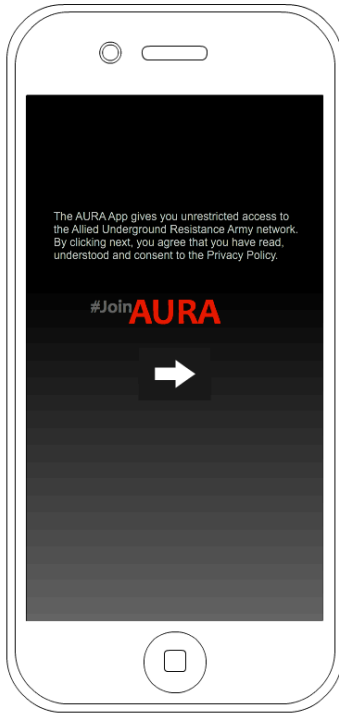 The AURA App gives you unrestricted access to
the Allied Underground Resistance Army network.
By clicking next, you agree that you have read,
understood and consent to the Privacy Policy.
#JoinAURA